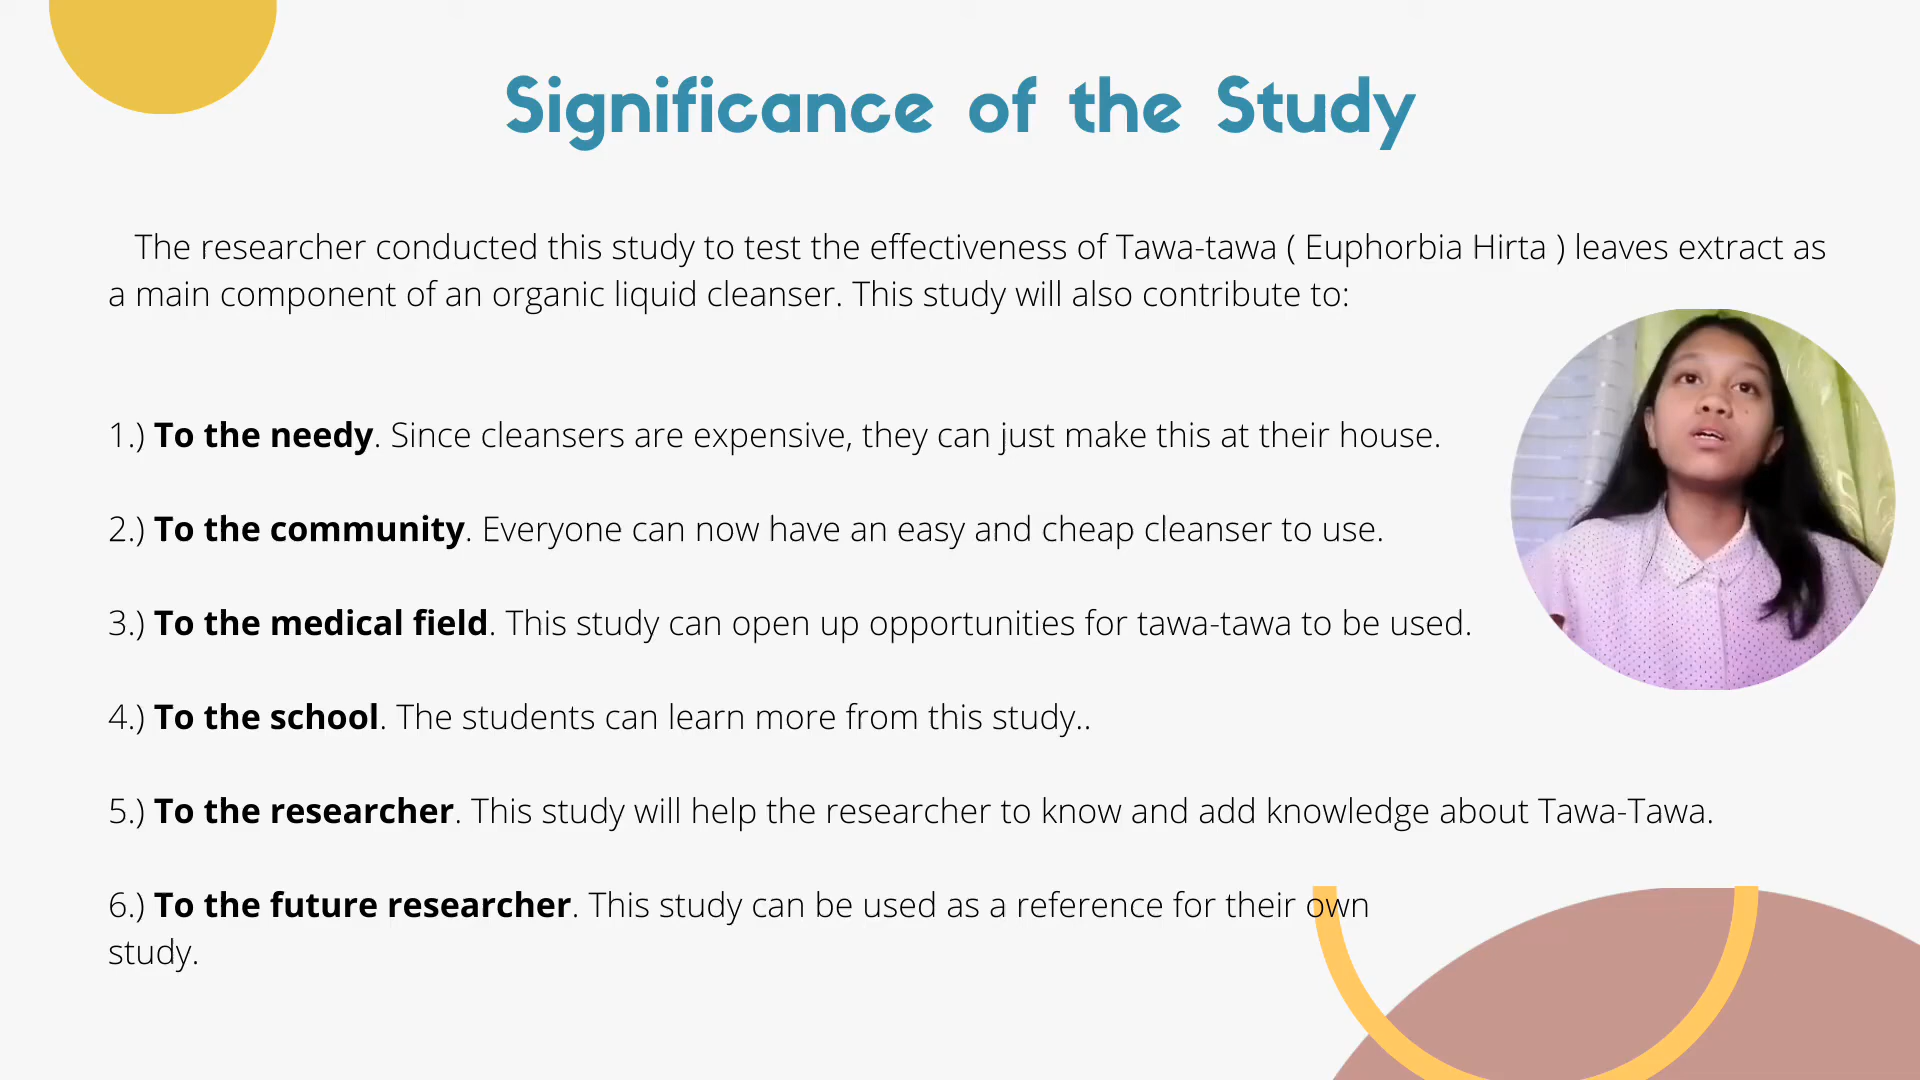 Significance of the Study
The researcher conducted this study to test the effectiveness of Tawa-tawa ( Euphorbia Hirta ) leaves extract as
a main component of an organic liquid cleanser. This study will also contribute to:
1.) To the needy. Since cleansers are expensive, they can just make this at their house.
2.) To the community. Everyone can now have an easy and cheap cleanser to use.
3.) To the medical field. This study can open up opportunities for tawa-tawa to be used.
4.) To the school. The students can learn more from this study..
5.) To the researcher. This study will help the researcher to know and add knowledge about Tawa-Tawa.
6.) To the future researcher. This study can be used as a reference for their own
study.